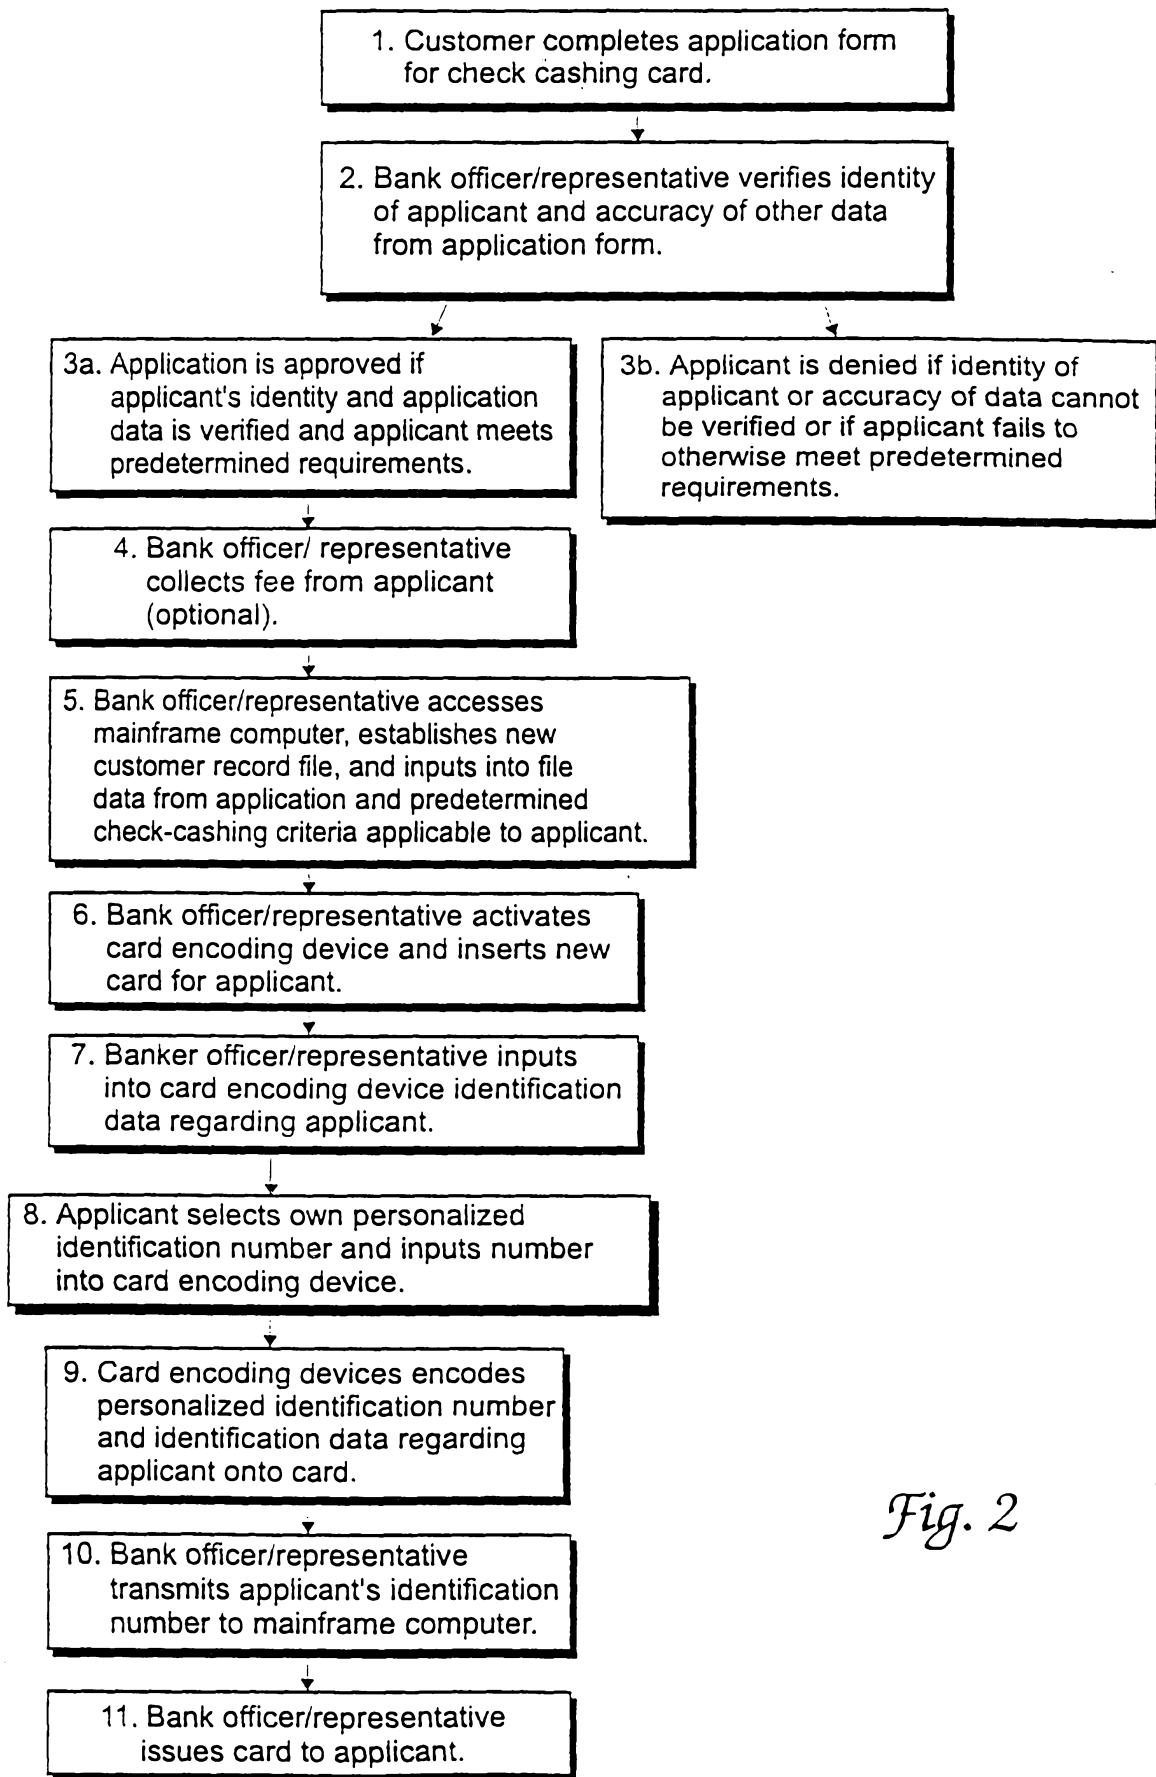 1. Customer completes application form
for check cashing card.
2. Bank officer/representative verifies identity
of applicant and accuracy of other data
from application form.
3a. Application is approved if
applicant's identity and application
data is verified and applicant meets
predetermined requirements.
3b. Applicant is denied if identity of
applicant or accuracy of data cannot
be verified or if applicant fails to
otherwise meet predetermined
requirements.
4. Bank officer/ representative
collects fee from applicant
(optional).
5. Bank officer/representative accesses
mainframe computer, establishes new
customer record file, and inputs into file
data from application and predetermined
check-cashing criteria applicable to applicant.
6. Bank officer/representative activates
card encoding device and inserts new
card for applicant.
7. Banker officer/representative inputs
into card encoding device identification
data regarding applicant.
8. Applicant selects own personalized
identification number and inputs number
into card encoding device.
9. Card encoding devices encodes
personalized identification number
and identification data regarding
applicant onto card.
10. Bank officer/representative
transmits applicant's identification
number to mainframe computer.
11. Bank officer/representative
issues card to applicant.
Fig. 2